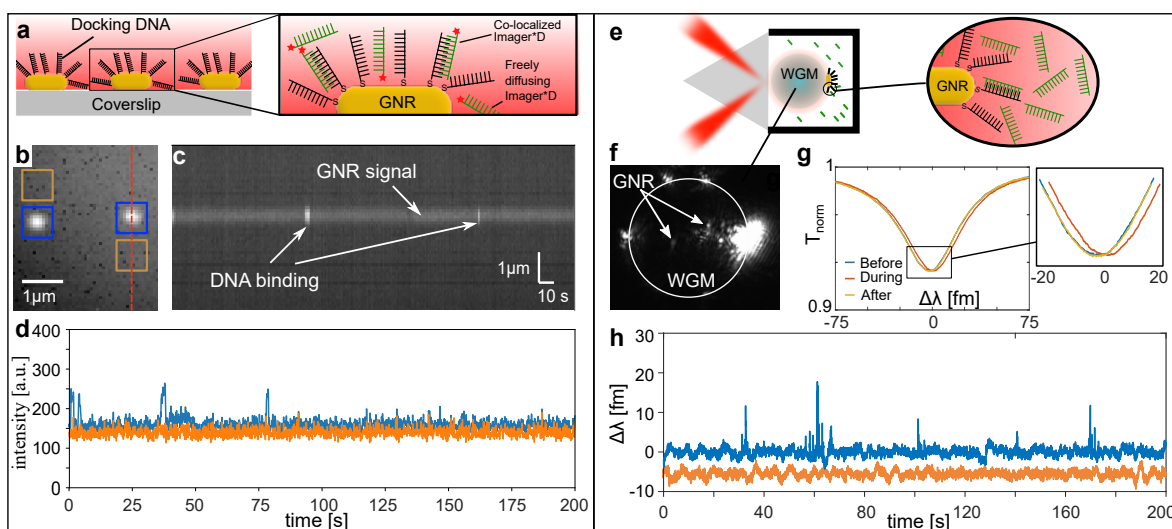 a
Docking DNA
Coverslip
Co-localized
Imager*D
Freely
diffusing
Imager*D
S
S
S
S
S
GNR
b
1µm
c
GNR signal
DNA binding
1µm
10 s
d
intensity [a.u.]
400
300
200
100
0
0
25
50
75
100
125
150
175
200
time [s]
e
WGM
GNR
S
S
S
f
GNR
WGM
g
T norm
1
0.9
Before
During
After
-75
0
75
Δλ [fm]
-20
0
20
h
Δλ [fm]
30
20
10
0
-10
0
40
80
120
160
200
time [s]